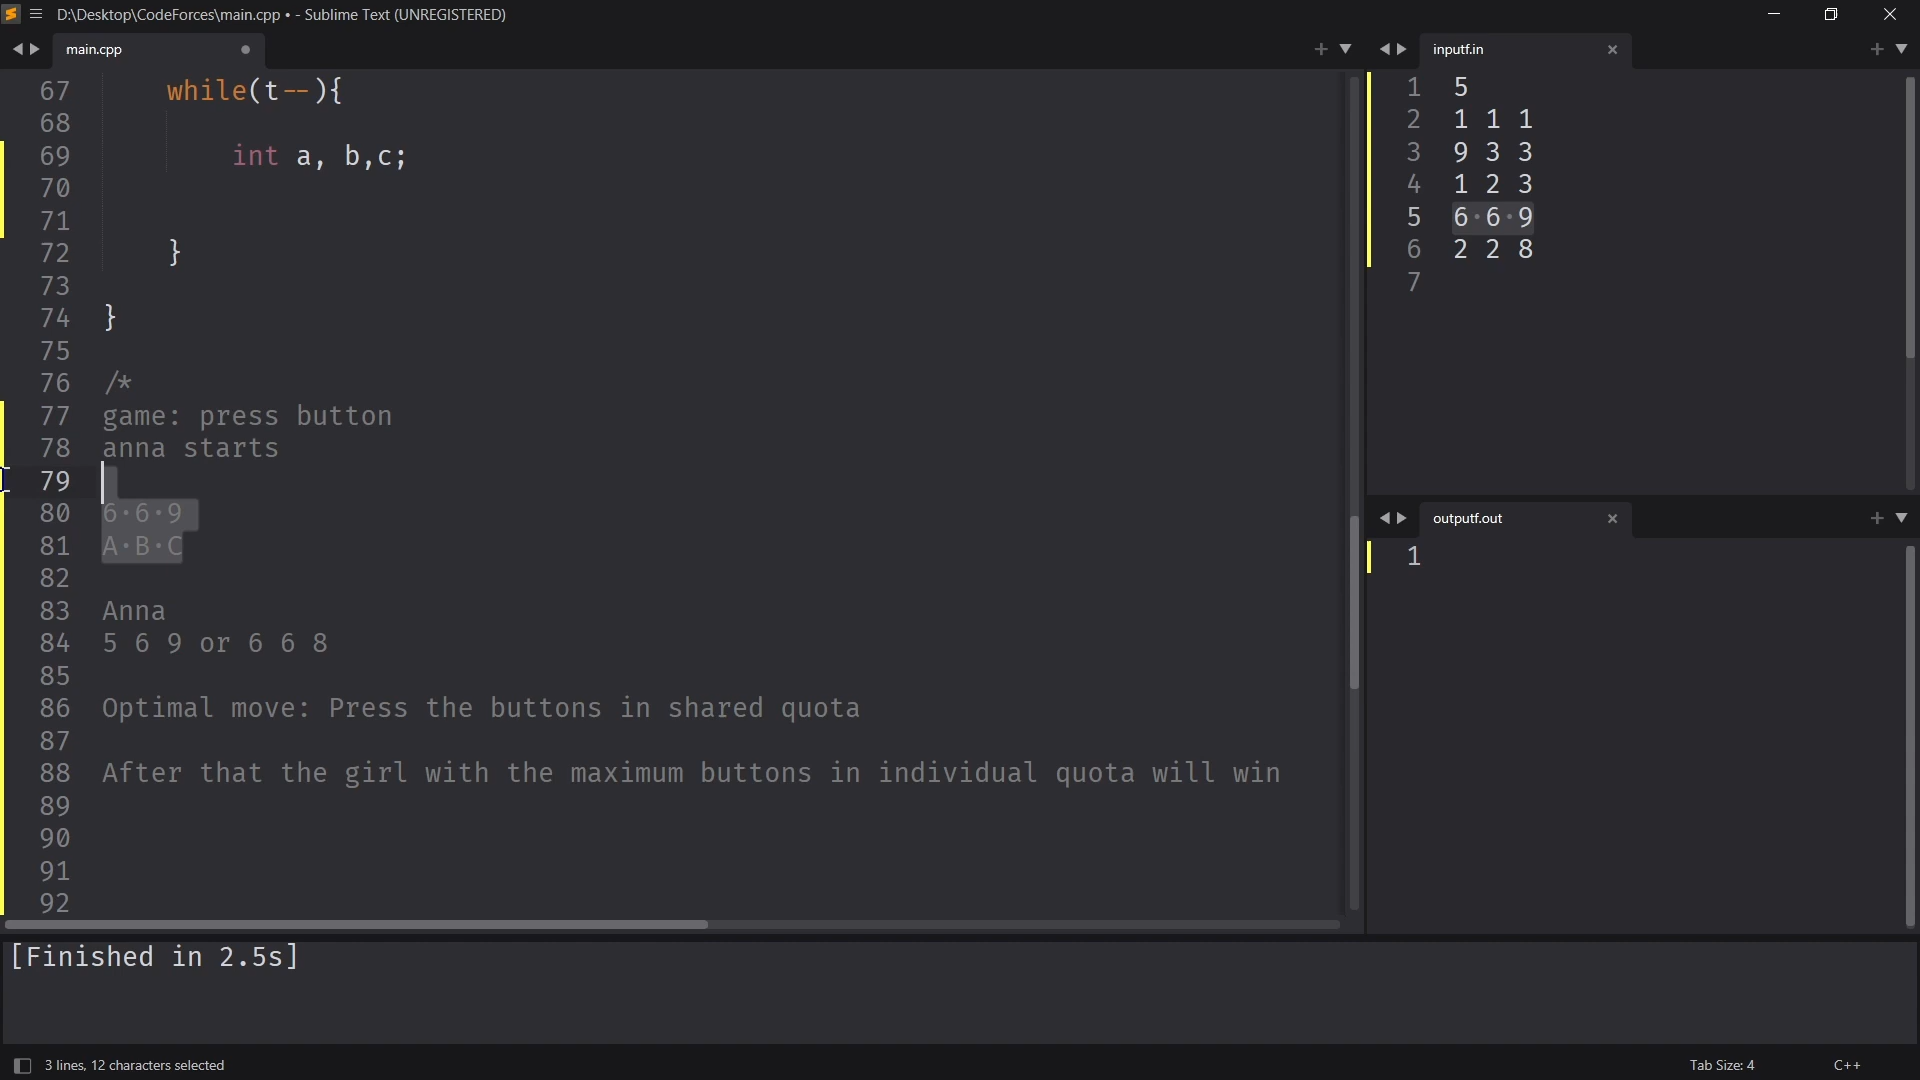 D:\Desktop\CodeForces\main.cpp • - Sublime Text (UNREGISTERED)
main.cpp
67 while(t--){
68
69 int a, b,c;
70
71
72 }
73
74 }
75
76 /*
77 game: press button
78 anna starts
79
80 6·6·9
81 A·B·C
82
83 Anna
84 5 6 9 or 6 6 8
85
86 Optimal move: Press the buttons in shared quota
87
88 After that the girl with the maximum buttons in individual quota will win
89
90
91
92
inputf.in
1 5
2 1 1 1
3 9 3 3
4 1 2 3
5 6·6·9
6 2 2 8
7
outputf.out
1
[Finished in 2.5s]
3 lines, 12 characters selected
Tab Size: 4
C++